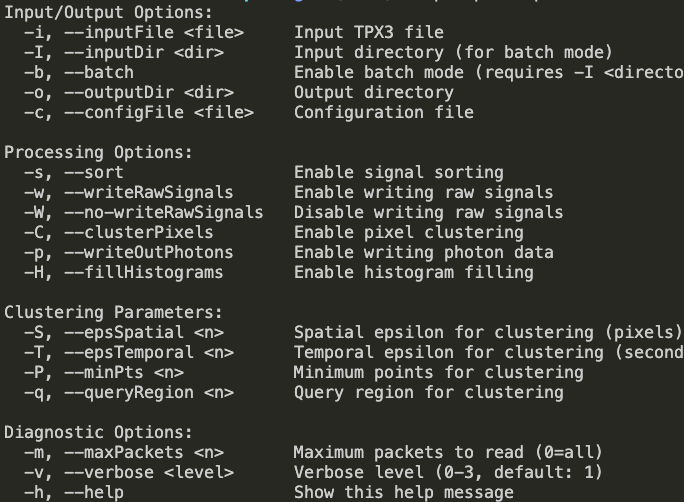 Input/Output Options:
-i, --inputFile <file> Input TPX3 file
-I, --inputDir <dir> Input directory (for batch mode)
-b, --batch Enable batch mode (requires -I <directo
-o, --outputDir <dir> Output directory
-c, --configFile <file> Configuration file
Processing Options:
-s, --sort Enable signal sorting
-w, --writeRawSignals Enable writing raw signals
-W, --no-writeRawSignals Disable writing raw signals
-C, --clusterPixels Enable pixel clustering
-p, --writeOutPhotons Enable writing photon data
-H, --fillHistograms Enable histogram filling
Clustering Parameters:
-S, --epsSpatial <n> Spatial epsilon for clustering (pixels)
-T, --epsTemporal <n> Temporal epsilon for clustering (second
-P, --minPts <n> Minimum points for clustering
-q, --queryRegion <n> Query region for clustering
Diagnostic Options:
-m, --maxPackets <n> Maximum packets to read (0=all)
-v, --verbose <level> Verbose level (0-3, default: 1)
-h, --help Show this help message